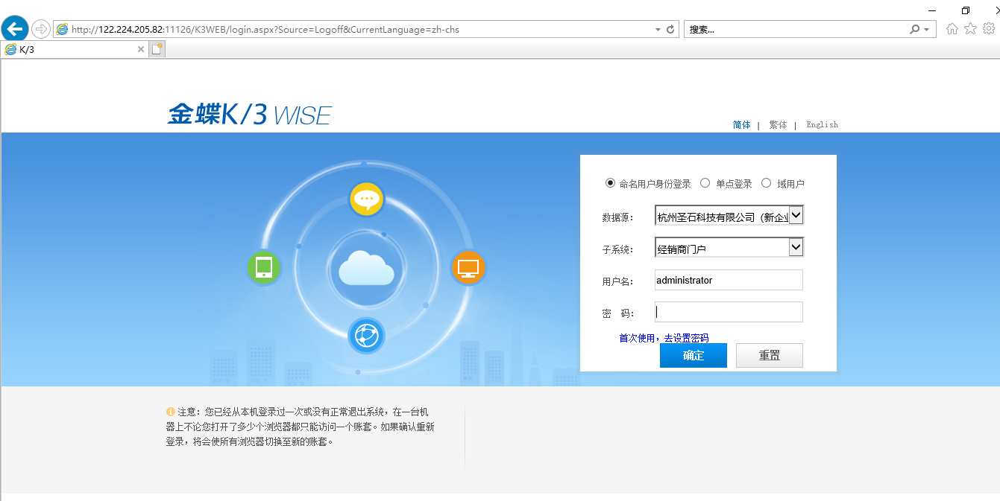 http://122.224.205.82:11126/K3WEB/login.aspx?Source=Logoff&CurrentLanguage=zh-chs
搜索...
K/3
金蝶K/3 WISE
简体 | 繁体 | English
命名用户身份登录 单点登录 域用户
数据源： 杭州圣石科技有限公司（新企业
子系统： 经销商门户
用户名： administrator
密 码：
首次使用，去设置密码
确定 重置
注意：您已经从本机登录过一次或没有正常退出系统，在一台机
器上不论您打开了多少个浏览器都只能访问一个账套。如果确认重新
登录，将会使所有浏览器切换至新的账套。